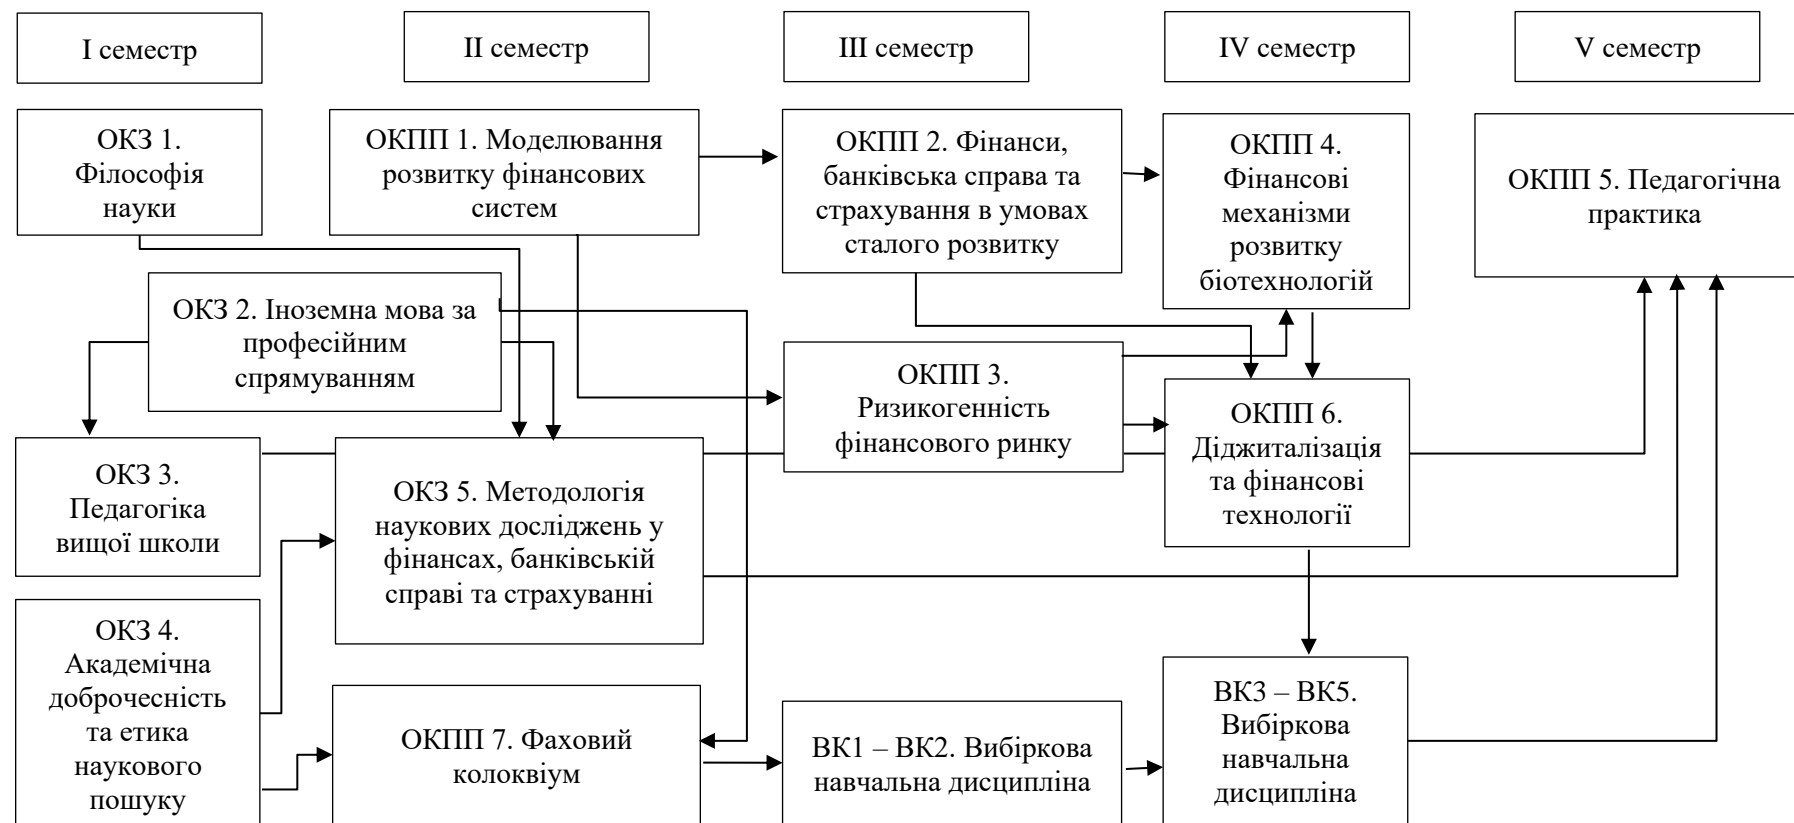 I семестр
II семестр
III семестр
IV семестр
V семестр
ОКЗ 1.
Філософія
науки
ОКПП 1. Моделювання
розвитку фінансових
систем
ОКПП 2. Фінанси,
банківська справа та
страхування в умовах
сталого розвитку
ОКПП 4.
Фінансові
механізми
розвитку
біотехнологій
ОКПП 5. Педагогічна
практика
ОКЗ 2. Іноземна мова за
професійним
спрямуванням
ОКПП 3.
Ризикогенність
фінансового ринку
ОКПП 6.
Діджиталізація
та фінансові
технології
ОКЗ 3.
Педагогіка
вищої школи
ОКЗ 5. Методологія
наукових досліджень у
фінансах, банківській
справі та страхуванні
ОКЗ 4.
Академічна
доброчесність
та етика
наукового
пошуку
ОКПП 7. Фаховий
колоквіум
ВК1 – ВК2. Вибіркова
навчальна дисципліна
ВК3 – ВК5.
Вибіркова
навчальна
дисципліна